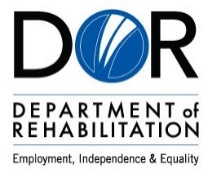 DOR
DEPARTMENT of
REHABILITATION
Employment, Independence & Equality